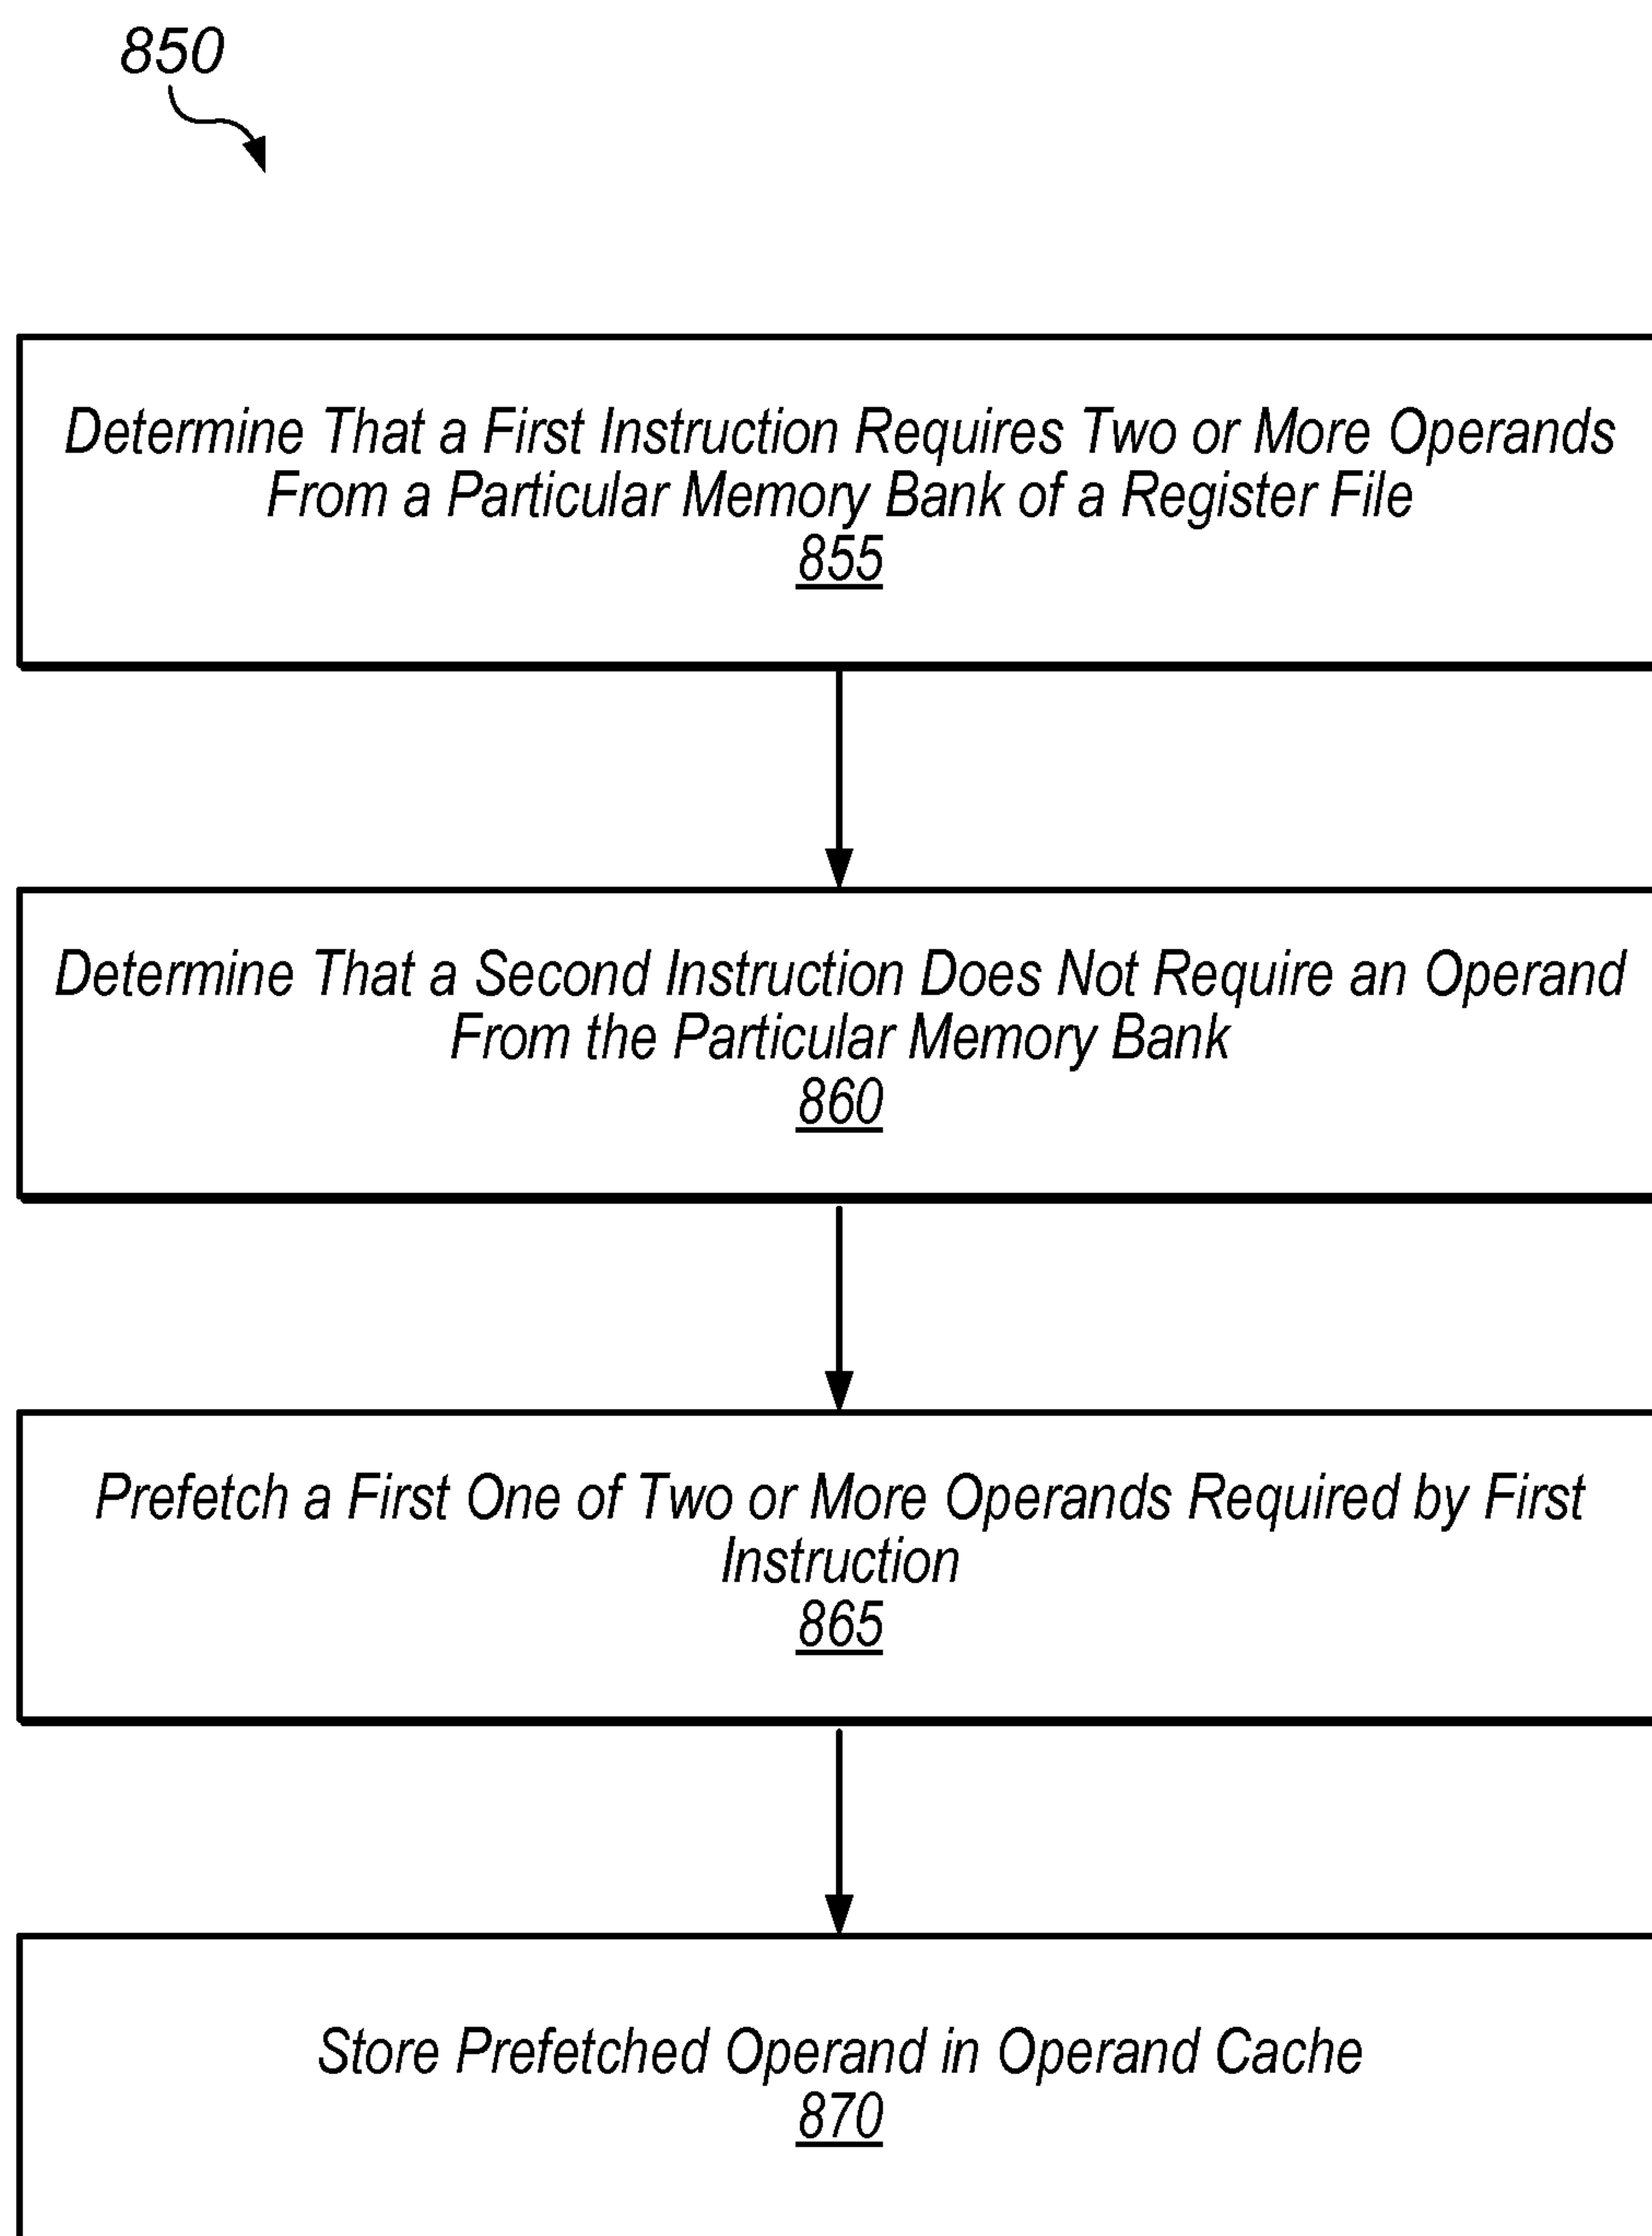 850
Determine That a First Instruction Requires Two or More Operands
From a Particular Memory Bank of a Register File
855
Determine That a Second Instruction Does Not Require an Operand
From the Particular Memory Bank
860
Prefetch a First One of Two or More Operands Required by First
Instruction
865
Store Prefetched Operand in Operand Cache
870